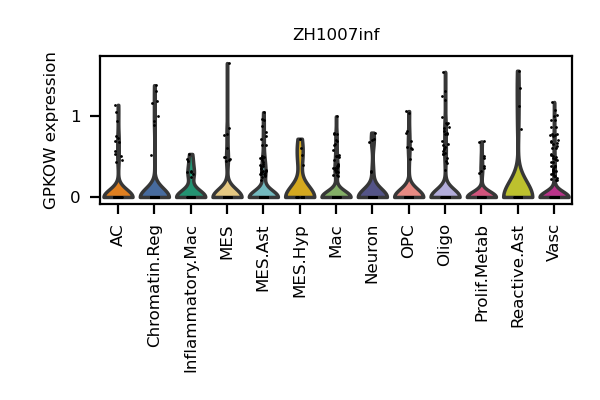 ZH1007inf
GPKOW expression
1
0
AC
Chromatin.Reg
Inflammatory.Mac
MES
MES.Ast
MES.Hyp
Mac
Neuron
OPC
Oligo
Prolif.Metab
Reactive.Ast
Vasc